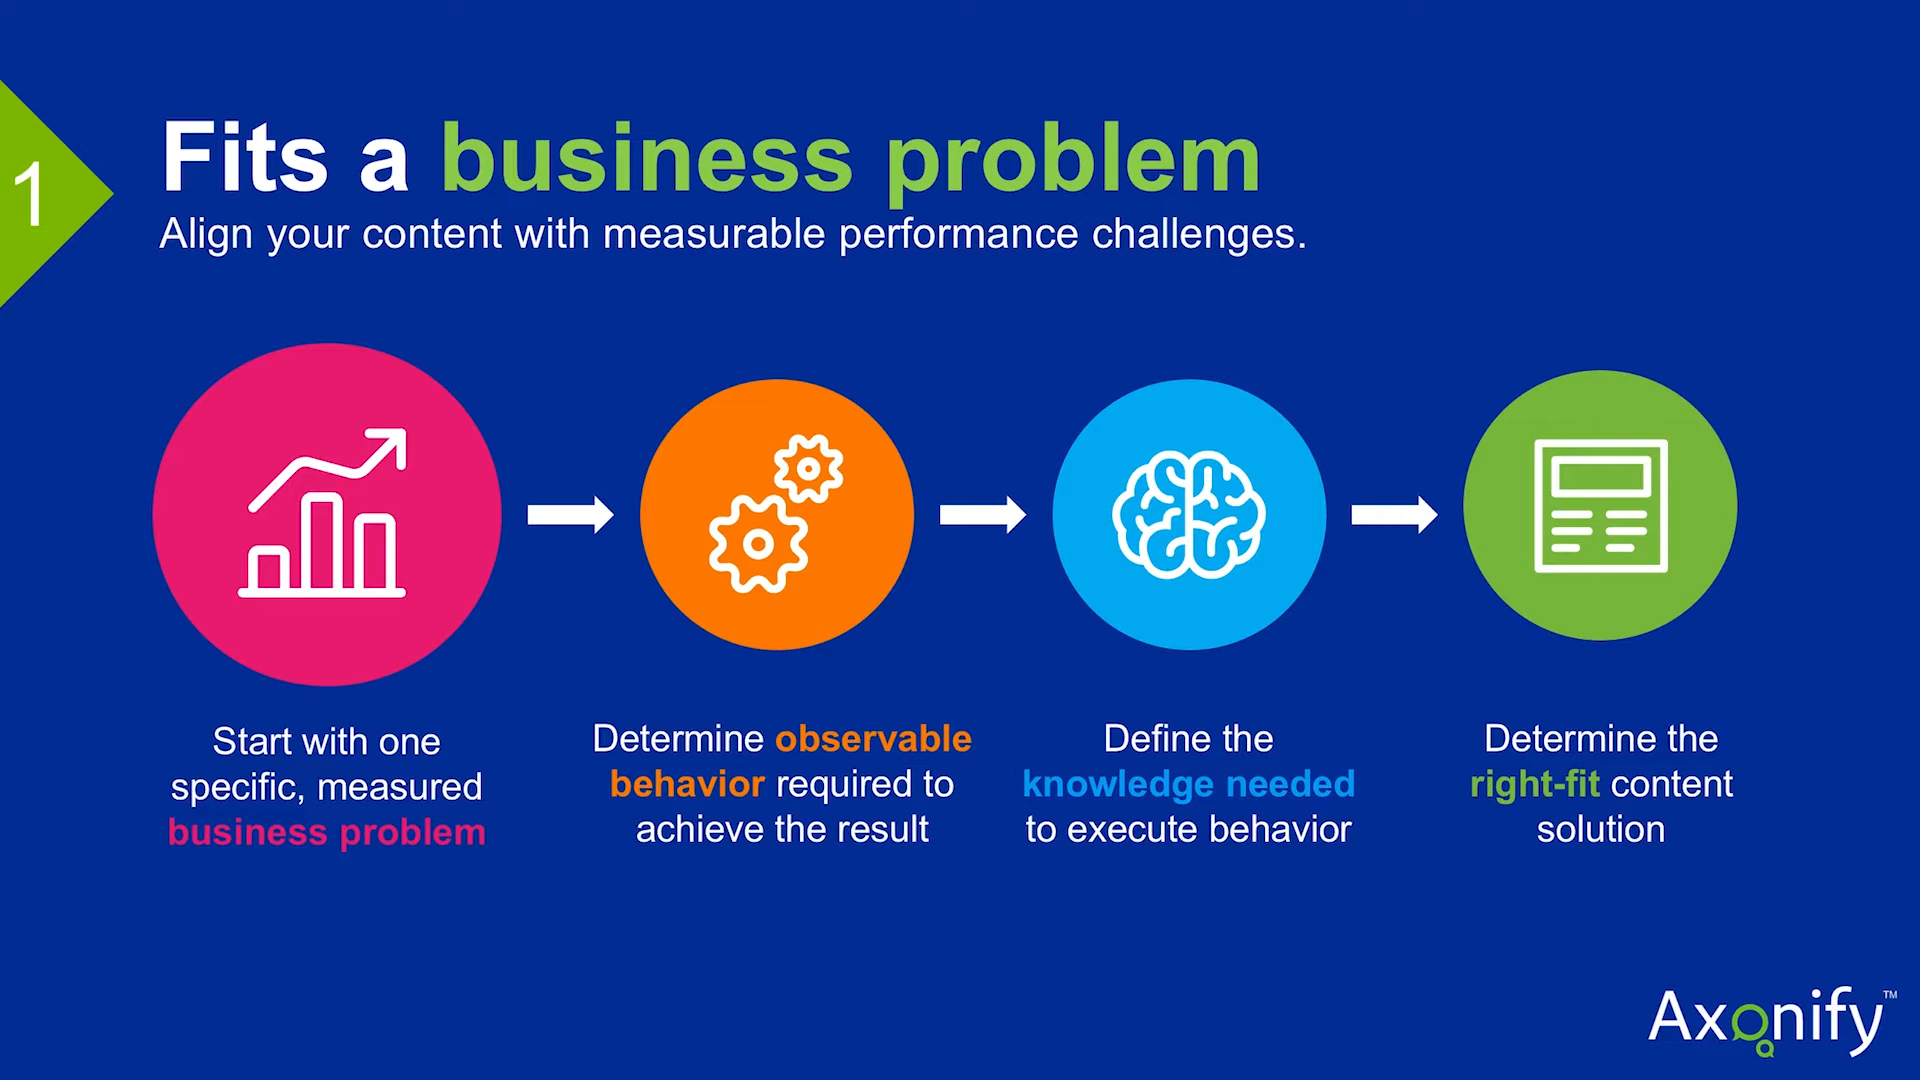 1
Fits a business problem
Align your content with measurable performance challenges.
Start with one
specific, measured
business problem
Determine observable
behavior required to
achieve the result
Define the
knowledge needed
to execute behavior
Determine the
right-fit content
solution
Axonify™